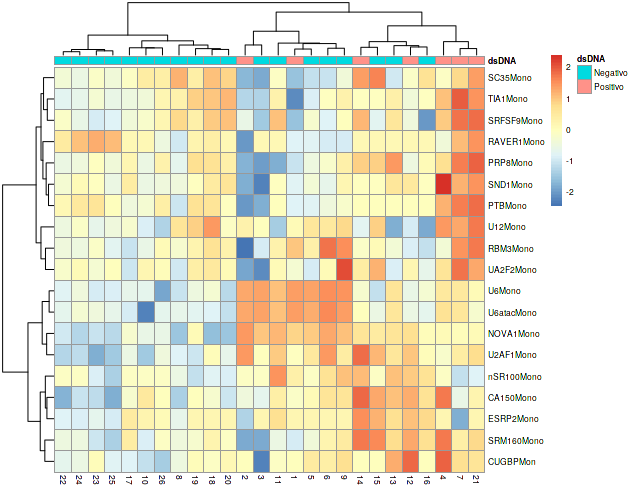 dsDNA
dsDNA
Negativo
Positivo
2
1
0
-1
-2
SC35Mono
TIA1Mono
SRFSF9Mono
RAVER1Mono
PRP8Mono
SND1Mono
PTBMono
U12Mono
RBM3Mono
UA2F2Mono
U6Mono
U6atacMono
NOVA1Mono
U2AF1Mono
nSR100Mono
CA150Mono
ESRP2Mono
SRM160Mono
CUGBPMon
22 24 23 25 17 10 26 8 19 18 20 2 3 11 1 5 6 9 14 15 13 12 16 4 7 21